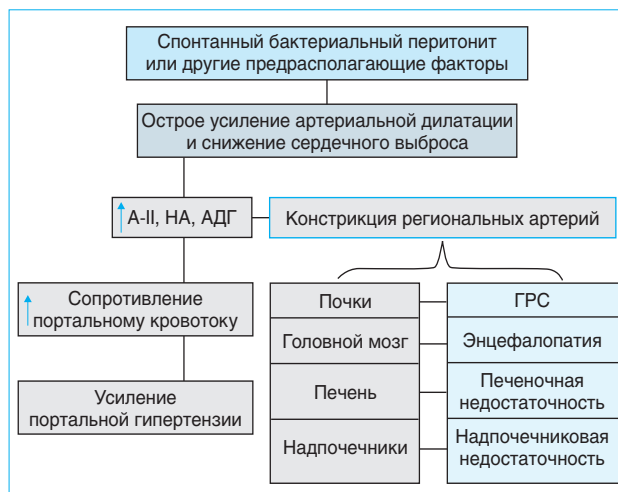 Спонтанный бактериальный перитонит
или другие предрасполагающие факторы
Острое усиление артериальной дилатации
и снижение сердечного выброса
А-II, НА, АДГ
Констрикция региональных артерий
Сопротивление
портальному кровотоку
Усиление
портальной гипертензии
Почки
ГРС
Головной мозг
Энцефалопатия
Печень
Печеночная
недостаточность
Надпочечники
Надпочечниковая
недостаточность